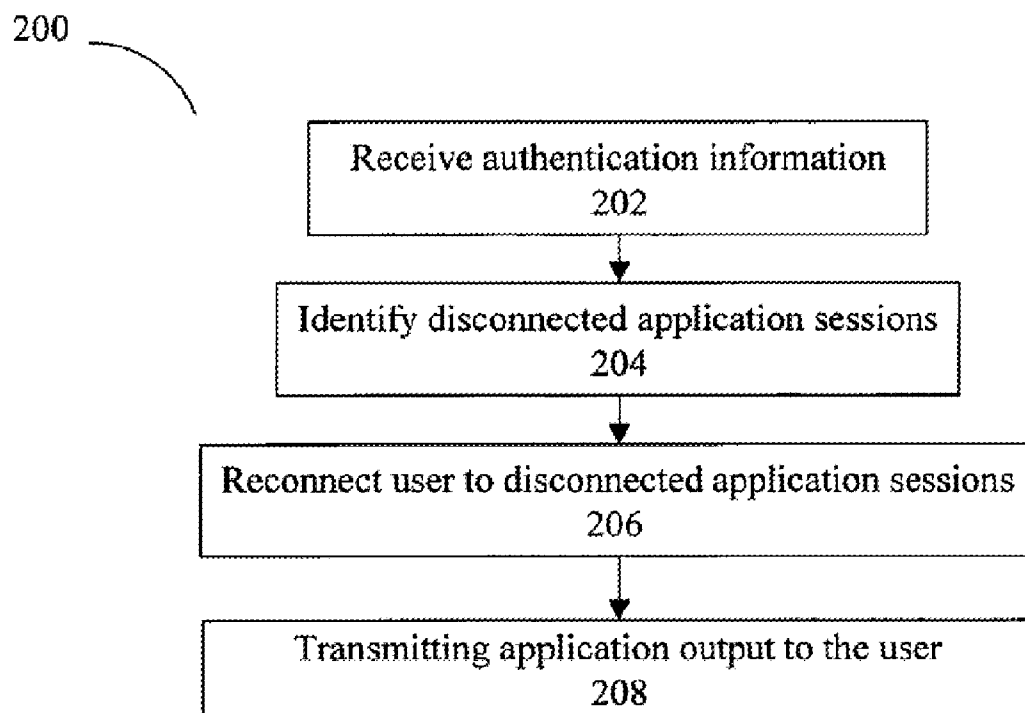 200
Receive authentication information
202
Identify disconnected application sessions
204
Reconnect user to disconnected application sessions
206
Transmitting application output to the user
208